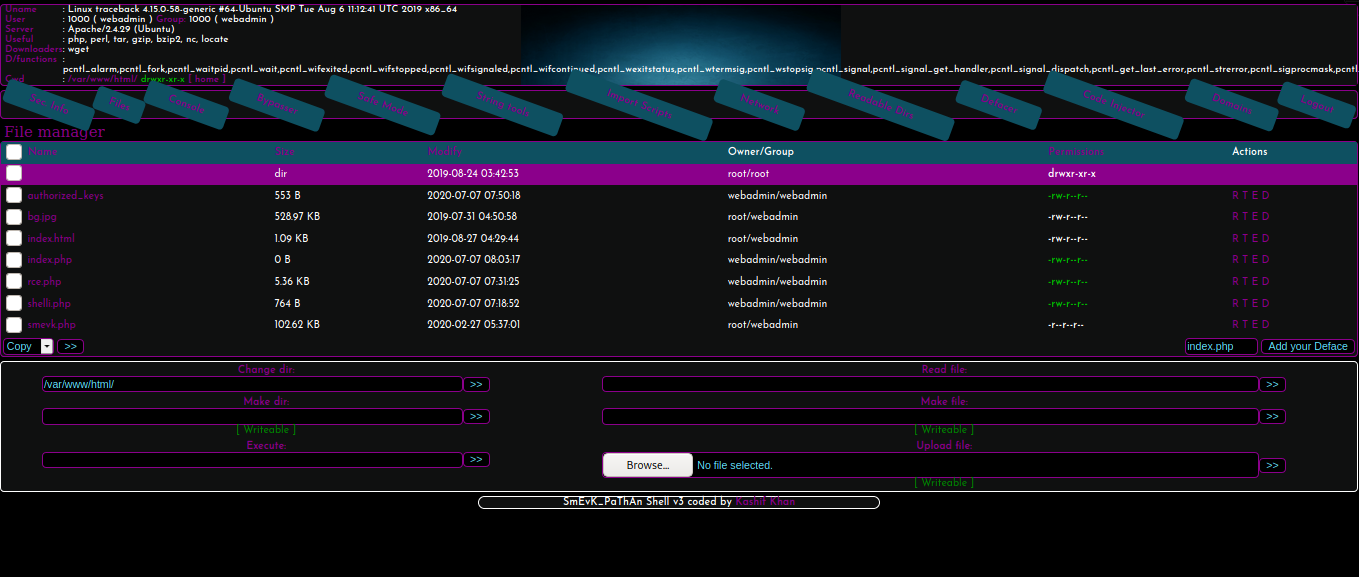 Uname : Linux traceback 4.15.0-58-generic #64-Ubuntu SMP Tue Aug 6 11:12:41 UTC 2019 x86_64
User : 1000 ( webadmin ) Group: 1000 ( webadmin )
Server : Apache/2.4.29 (Ubuntu)
Useful : php, perl, tar, gzip, bzip2, nc, locate
Downloaders : wget
D/functions :
pcntl_alarm,pcntl_fork,pcntl_waitpid,pcntl_wait,pcntl_wifexited,pcntl_wifstopped,pcntl_wifsignaled,pcntl_wifcontinued,pcntl_wexitstatus,pcntl_wtermsig,pcntl_wstopsig,pcntl_signal,pcntl_signal_get_handler,pcntl_signal_dispatch,pcntl_get_last_error,pcntl_strerror,pcntl_sigprocmask,pcntl
Cwd : /var/www/html/ drwxr-xr-x [ home ]
Sec. Info Files Console Bypasser Safe Mode String tools Import Scripts Network Readable Dirs Deface Code Injector Domains Logout
File manager
Name Size Modify Owner/Group Permissions Actions
dir 2019-08-24 03:42:53 root/root drwxr-xr-x
authorized_keys 553 B 2020-07-07 07:50:18 webadmin/webadmin -rw-r--r-- R T E D
bg.jpg 528.97 KB 2019-07-31 04:50:58 root/webadmin -rw-r--r-- R T E D
index.html 1.09 KB 2019-08-27 04:29:44 root/webadmin -rw-r--r-- R T E D
index.php 0 B 2020-07-07 08:03:17 webadmin/webadmin -rw-r--r-- R T E D
rce.php 5.36 KB 2020-07-07 07:31:25 webadmin/webadmin -rw-r--r-- R T E D
shelli.php 764 B 2020-07-07 07:18:52 webadmin/webadmin -rw-r--r-- R T E D
smevk.php 102.62 KB 2020-02-27 05:37:01 root/webadmin -r--r--r-- R T E D
Copy >> index.php Add your Deface
Change dir: Read file:
/var/www/html/ >> >>
Make dir: Make file:
>> >>
[ Writeable ] [ Writeable ]
Execute: Upload file:
>> Browse... No file selected. >>
[ Writeable ]
SmEvK_PaThAn Shell v3 coded by Kashif Khan